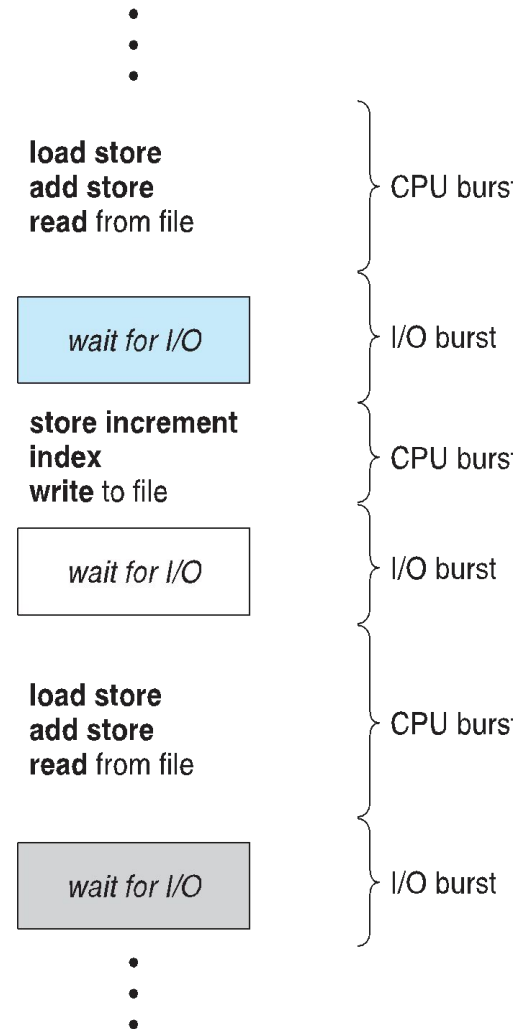 load store
add store
read from file
CPU burs
wait for I/O
I/O burst
store increment
index
write to file
CPU burs
wait for I/O
I/O burst
load store
add store
read from file
CPU burs
wait for I/O
I/O burst